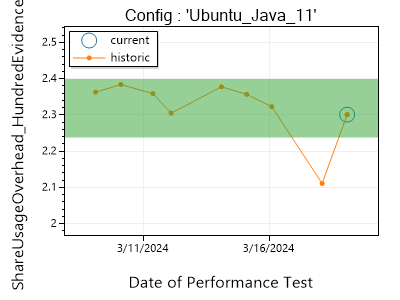 Config : 'Ubuntu_Java_11'
ShareUsageOverhead_HundredEvidence
current
historic
2.5
2.4
2.3
2.2
2.1
2
3/11/2024
3/16/2024
Date of Performance Test